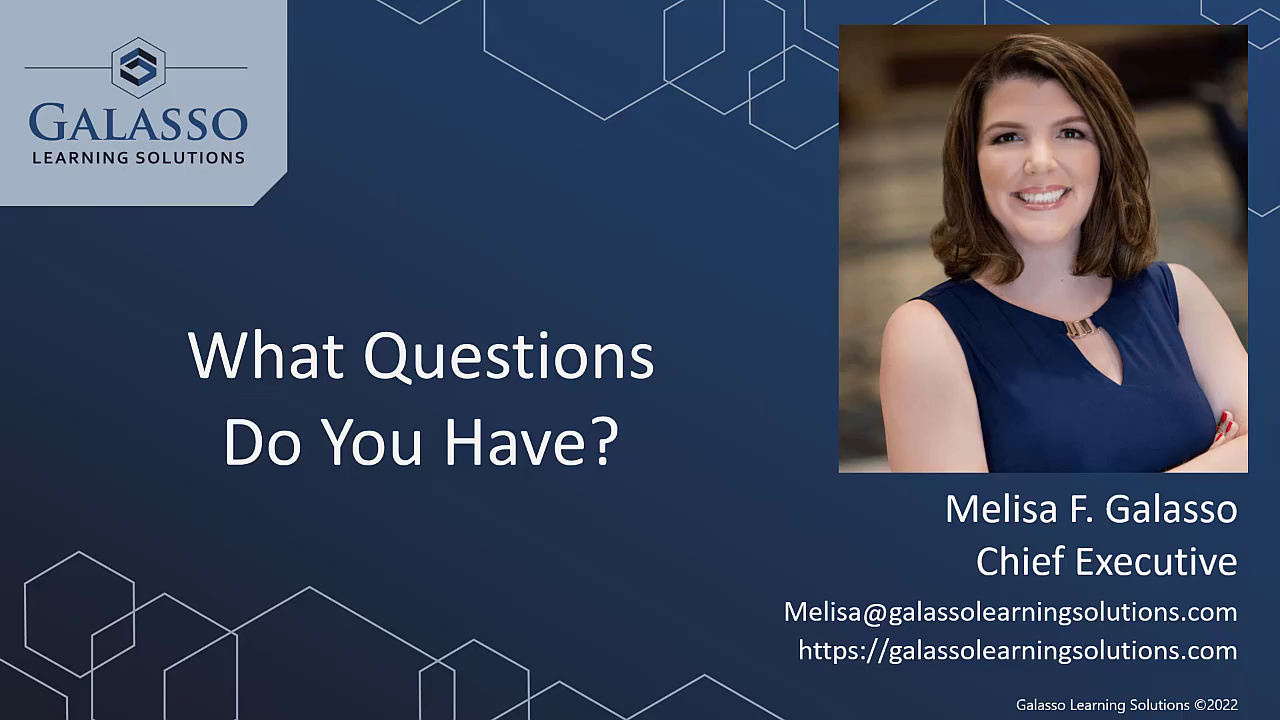 GALASSO
LEARNING SOLUTIONS
What Questions
Do You Have?
Melisa F. Galasso
Chief Executive
Melisa@galassolearningsolutions.com
https://galassolearningsolutions.com
Galasso Learning Solutions ©2022